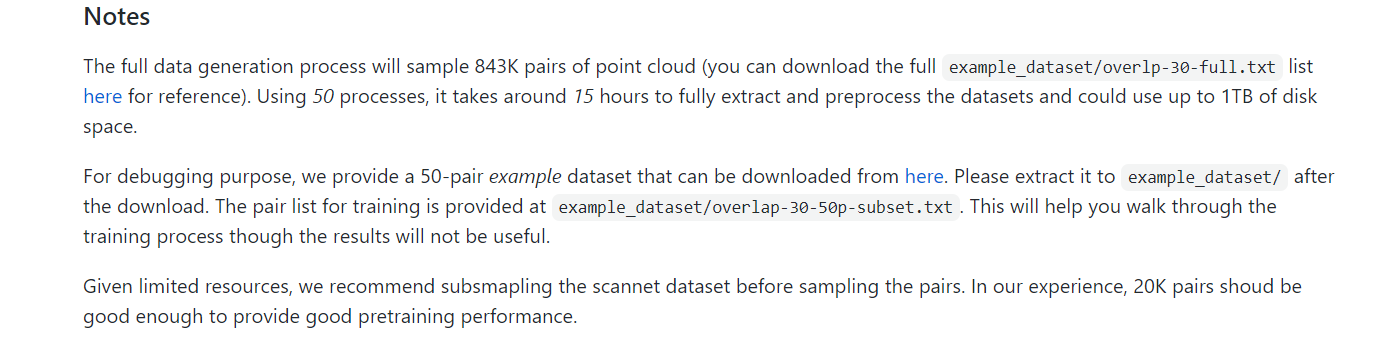 Notes
The full data generation process will sample 843K pairs of point cloud (you can download the full example_dataset/overlp-30-full.txt list
here for reference). Using 50 processes, it takes around 15 hours to fully extract and preprocess the datasets and could use up to 1TB of disk
space.
For debugging purpose, we provide a 50-pair example dataset that can be downloaded from here. Please extract it to example_dataset/ after
the download. The pair list for training is provided at example_dataset/overlap-30-50p-subset.txt. This will help you walk through the
training process though the results will not be useful.
Given limited resources, we recommend subsmapling the scannet dataset before sampling the pairs. In our experience, 20K pairs shoud be
good enough to provide good pretraining performance.